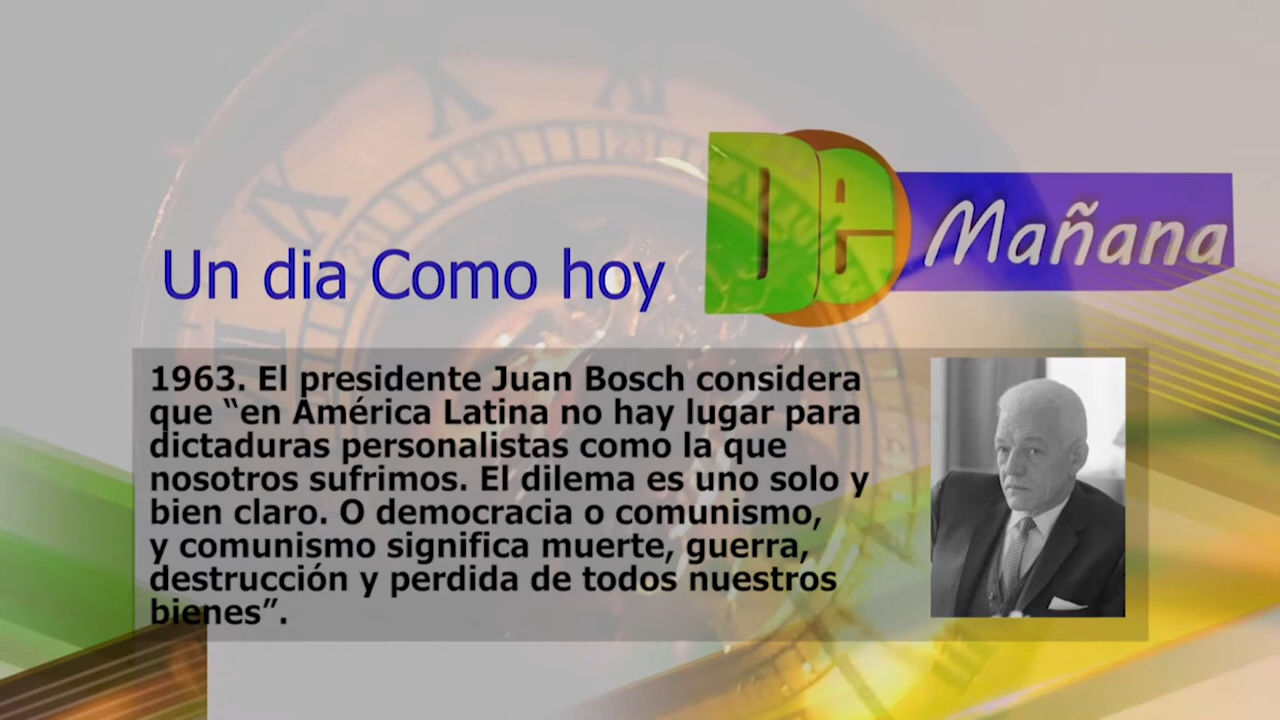 De Mañana
Un dia Como hoy
1963. El presidente Juan Bosch considera
que “en América Latina no hay lugar para
dictaduras personalistas como la que
nosotros sufrimos. El dilema es uno solo y
bien claro. O democracia o comunismo,
y comunismo significa muerte, guerra,
destrucción y perdida de todos nuestros
bienes”.